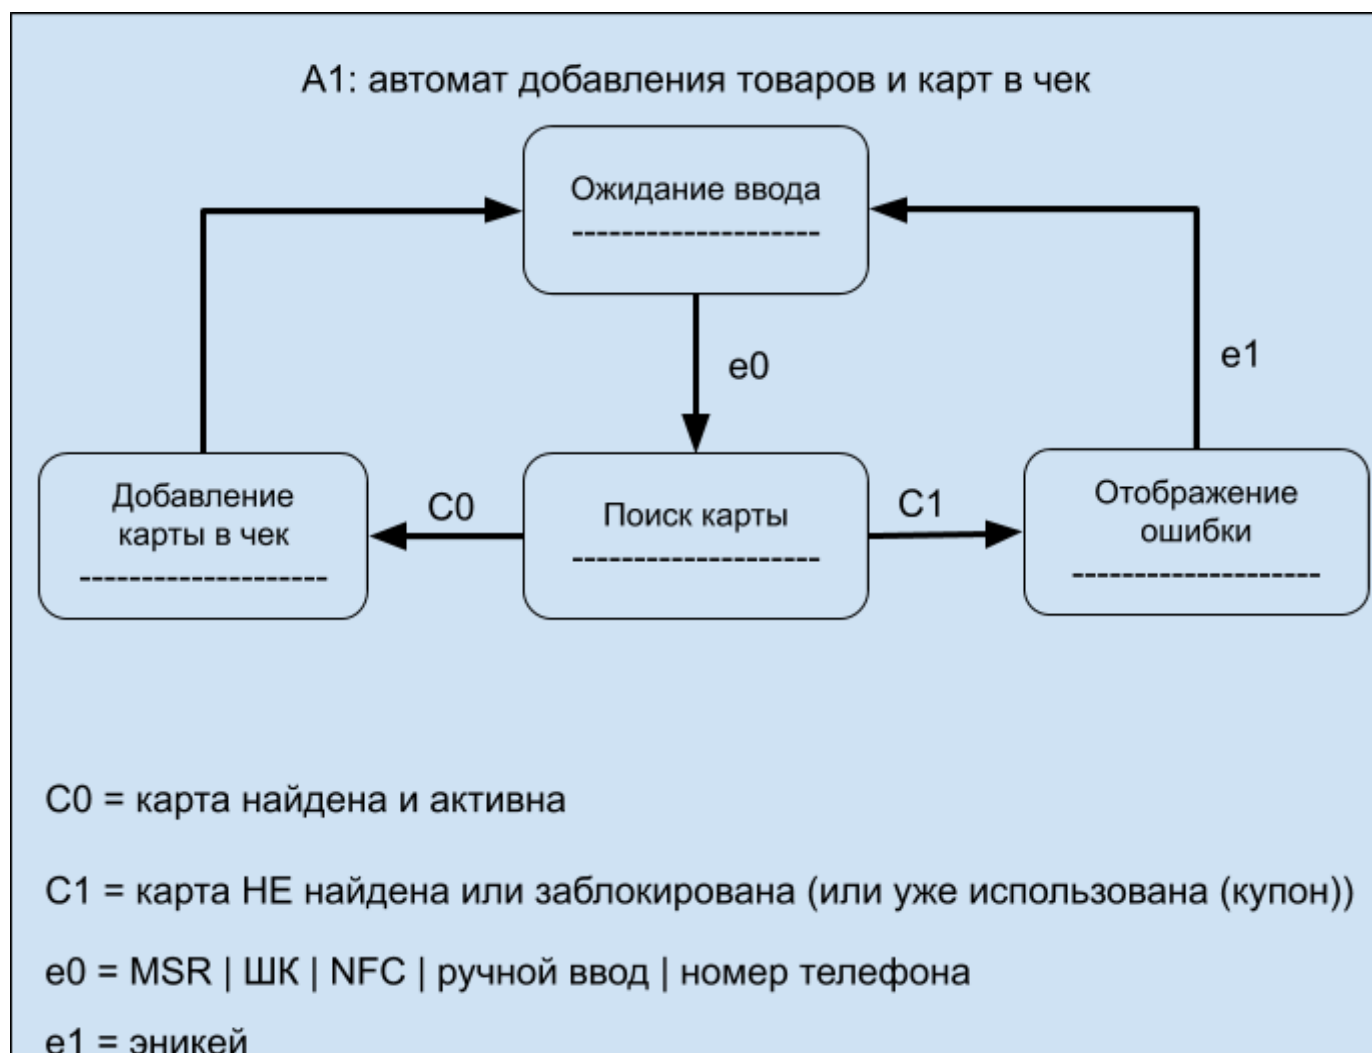 А1: автомат добавления товаров и карт в чек
Ожидание ввода
--------------------
e0
e1
Добавление
карты в чек
--------------------
C0
Поиск карты
--------------------
C1
Отображение
ошибки
--------------------
C0 = карта найдена и активна
C1 = карта НЕ найдена или заблокирована (или уже использована (купон))
e0 = MSR | ШК | NFC | ручной ввод | номер телефона
e1 = эникей